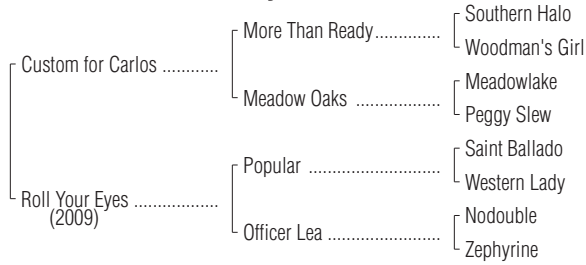 Southern Halo
More Than Ready..............
Woodman's Girl
Custom for Carlos ............
Meadowlake
Meadow Oaks ...................
Peggy Slew
Saint Ballado
Popular .............................
Western Lady
Roll Your Eyes ..................
(2009)
Nodouble
Officer Lea .........................
Zephyrine